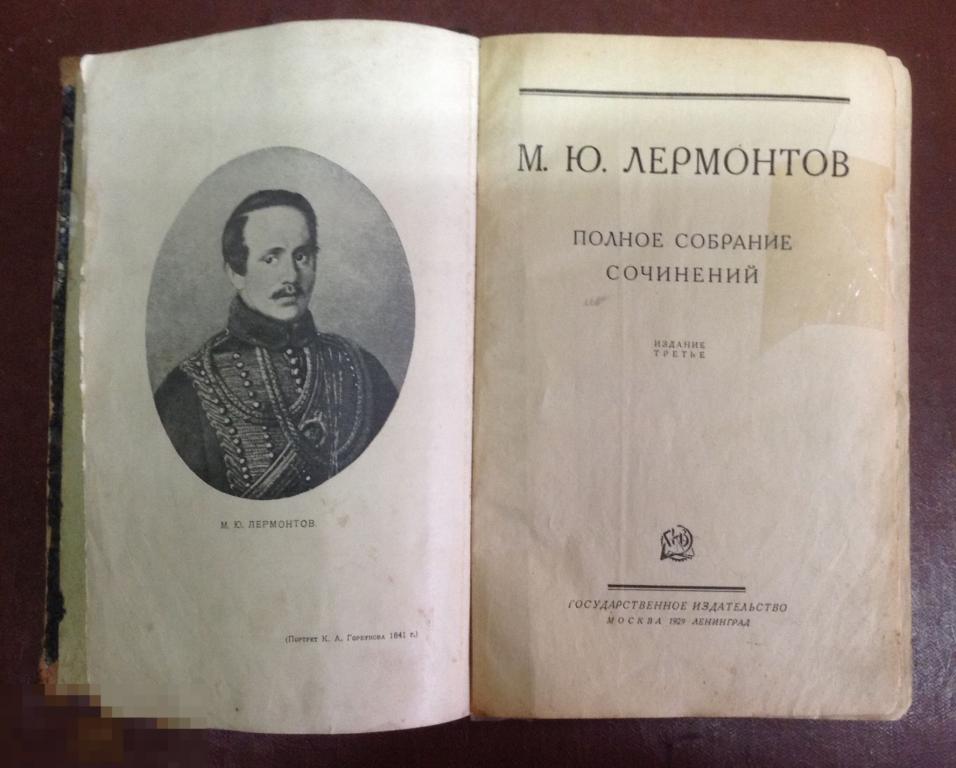 М. Ю. ЛЕРМОНТОВ.
(Портрет К. А. Горбунова 1841 г.)
М. Ю. ЛЕРМОНТОВ
ПОЛНОЕ СОБРАНИЕ
СОЧИНЕНИЙ
ИЗДАНИЕ
ТРЕТЬЕ
ГОСУДАРСТВЕННОЕ ИЗДАТЕЛЬСТВО
МОСКВА 1929 ЛЕНИНГРАД